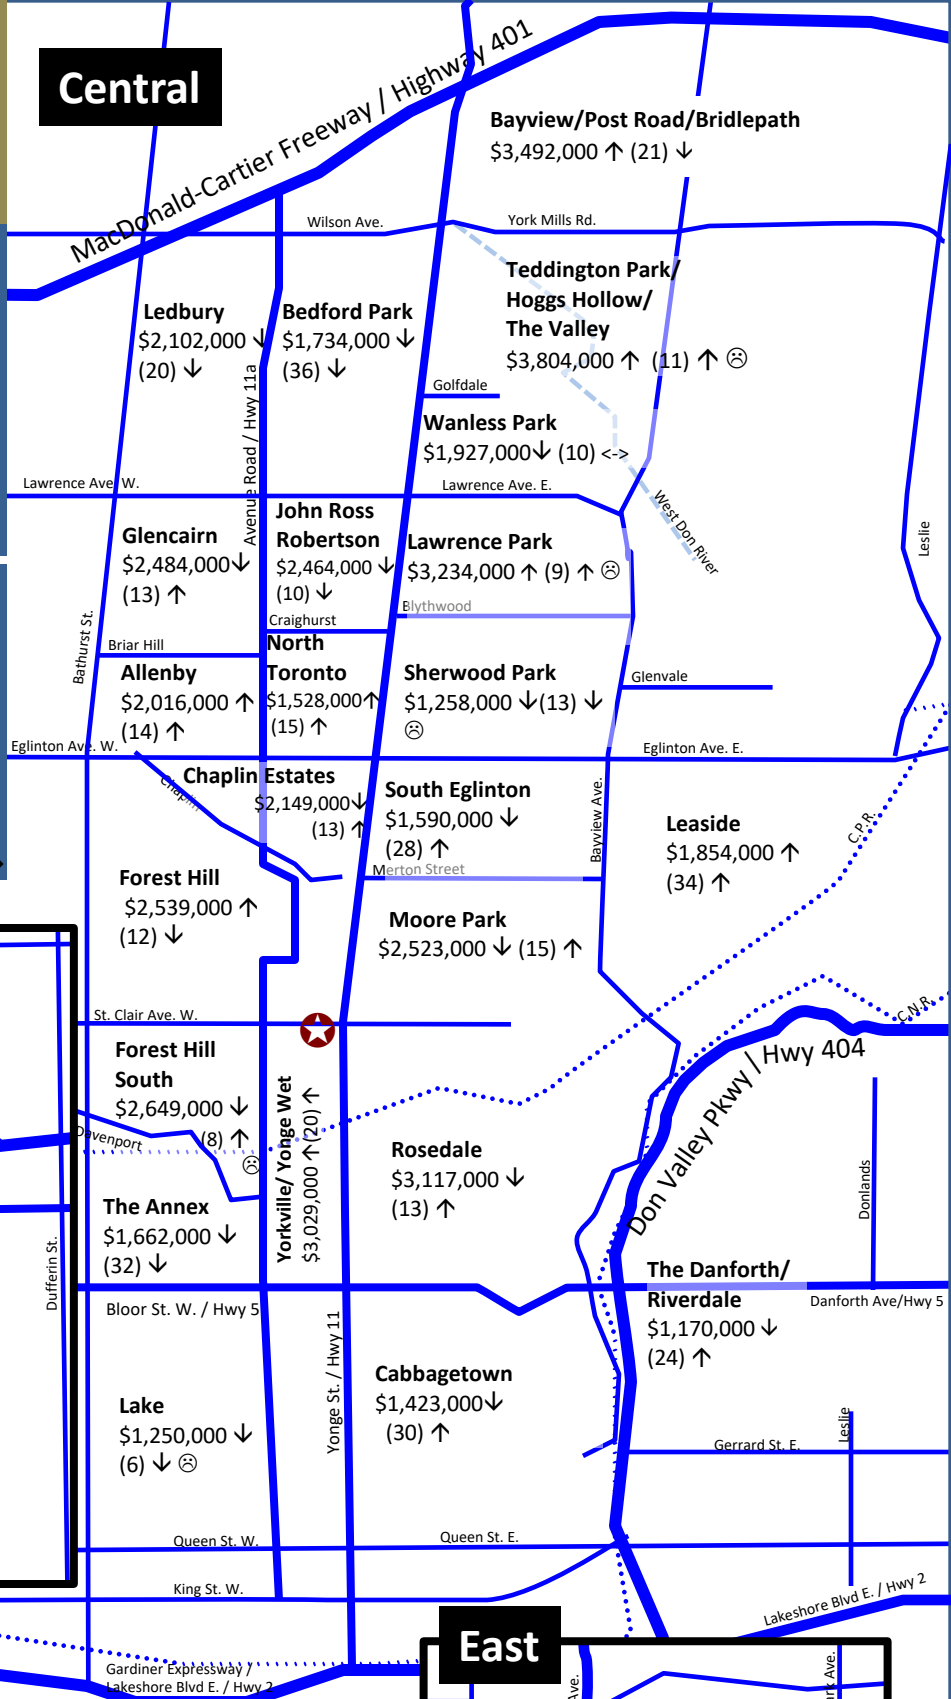 Central
MacDonald-Cartier Freeway / Highway 401
Bayview/Post Road/Bridlepath
$3,492,000 ↑ (21) ↓
Wilson Ave.
York Mills Rd.
Teddington Park/
Hoggs Hollow/
The Valley
$3,804,000 ↑ (11) ↑ ☹
Ledbury
$2,102,000 ↓
(20) ↓
Bedford Park
$1,734,000 ↓
(36) ↓
Avenue Road / Hwy 11a
Golfdale
Wanless Park
$1,927,000↓ (10) <->
Lawrence Ave. W.
Lawrence Ave. E.
West Don River
Leslie
Glencairn
$2,484,000↓
(13) ↑
John Ross
Robertson
$2,464,000 ↓
(10) ↓
Lawrence Park
$3,234,000 ↑ (9) ↑ ☹
Blythwood
Craighurst
Bathurst St.
Briar Hill
Allenby
$2,016,000 ↑
(14) ↑
North
Toronto
$1,528,000↑
(15) ↑
Sherwood Park
$1,258,000 ↓(13) ↓
☹
Glenvale
Eglinton Ave. W.
Eglinton Ave. E.
Chaplin
Chaplin Estates
$2,149,000↓
(13) ↑
South Eglinton
$1,590,000 ↓
(28) ↑
Bayview Ave.
Leaside
$1,854,000 ↑
(34) ↑
C.P.R.
Merton Street
Forest Hill
$2,539,000 ↑
(12) ↓
Moore Park
$2,523,000 ↓ (15) ↑
St. Clair Ave. W.
C.N.R.
Forest Hill
South
$2,649,000 ↓
(8) ↑
☹
Davenport
Yorkville/ Yonge Wet
$3,029,000 ↑(20) ↑
Don Valley Pkwy / Hwy 404
Rosedale
$3,117,000 ↓
(13) ↑
Donlands
The Annex
$1,662,000 ↓
(32) ↓
Dufferin St.
Bloor St. W. / Hwy 5
The Danforth/
Riverdale
$1,170,000 ↓
(24) ↑
Danforth Ave/Hwy 5
Yonge St. / Hwy 11
Cabbagetown
$1,423,000↓
(30) ↑
Lake
$1,250,000 ↓
(6) ↓ ☹
Leslie
Gerrard St. E.
Queen St. W.
Queen St. E.
King St. W.
Lakeshore Blvd E. / Hwy 2
East
Gardiner Expressway /
Lakeshore Blvd E. / Hwy 2
Ave.
rk Ave.